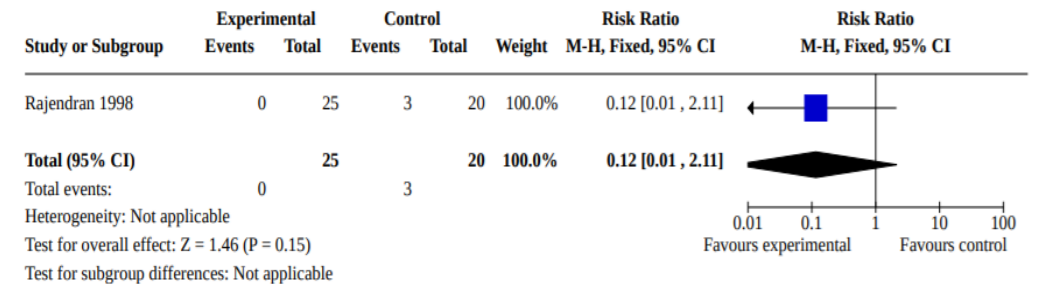 Experimental Control Risk Ratio Risk Ratio
Study or Subgroup Events Total Events Total Weight M-H, Fixed, 95% CI M-H, Fixed, 95% CI
Rajendran 1998 0 25 3 20 100.0% 0.12 [0.01 , 2.11]
Total (95% CI) 25 20 100.0% 0.12 [0.01 , 2.11]
Total events: 0 3
Heterogeneity: Not applicable 0.01 0.1 1 10 100
Test for overall effect: Z = 1.46 (P = 0.15) Favours experimental Favours control
Test for subgroup differences: Not applicable